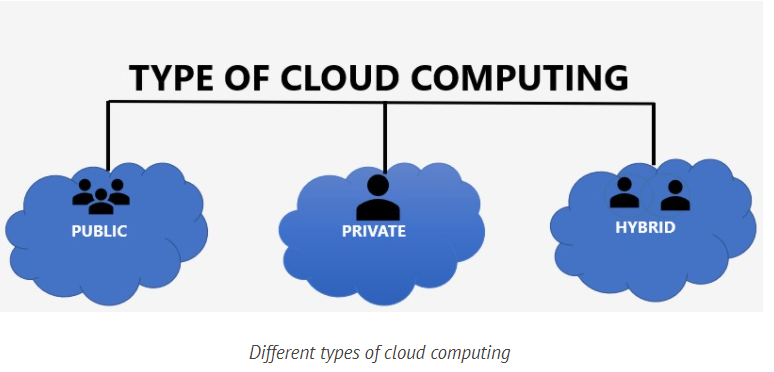 TYPE OF CLOUD COMPUTING
PUBLIC
PRIVATE
HYBRID
Different types of cloud computing